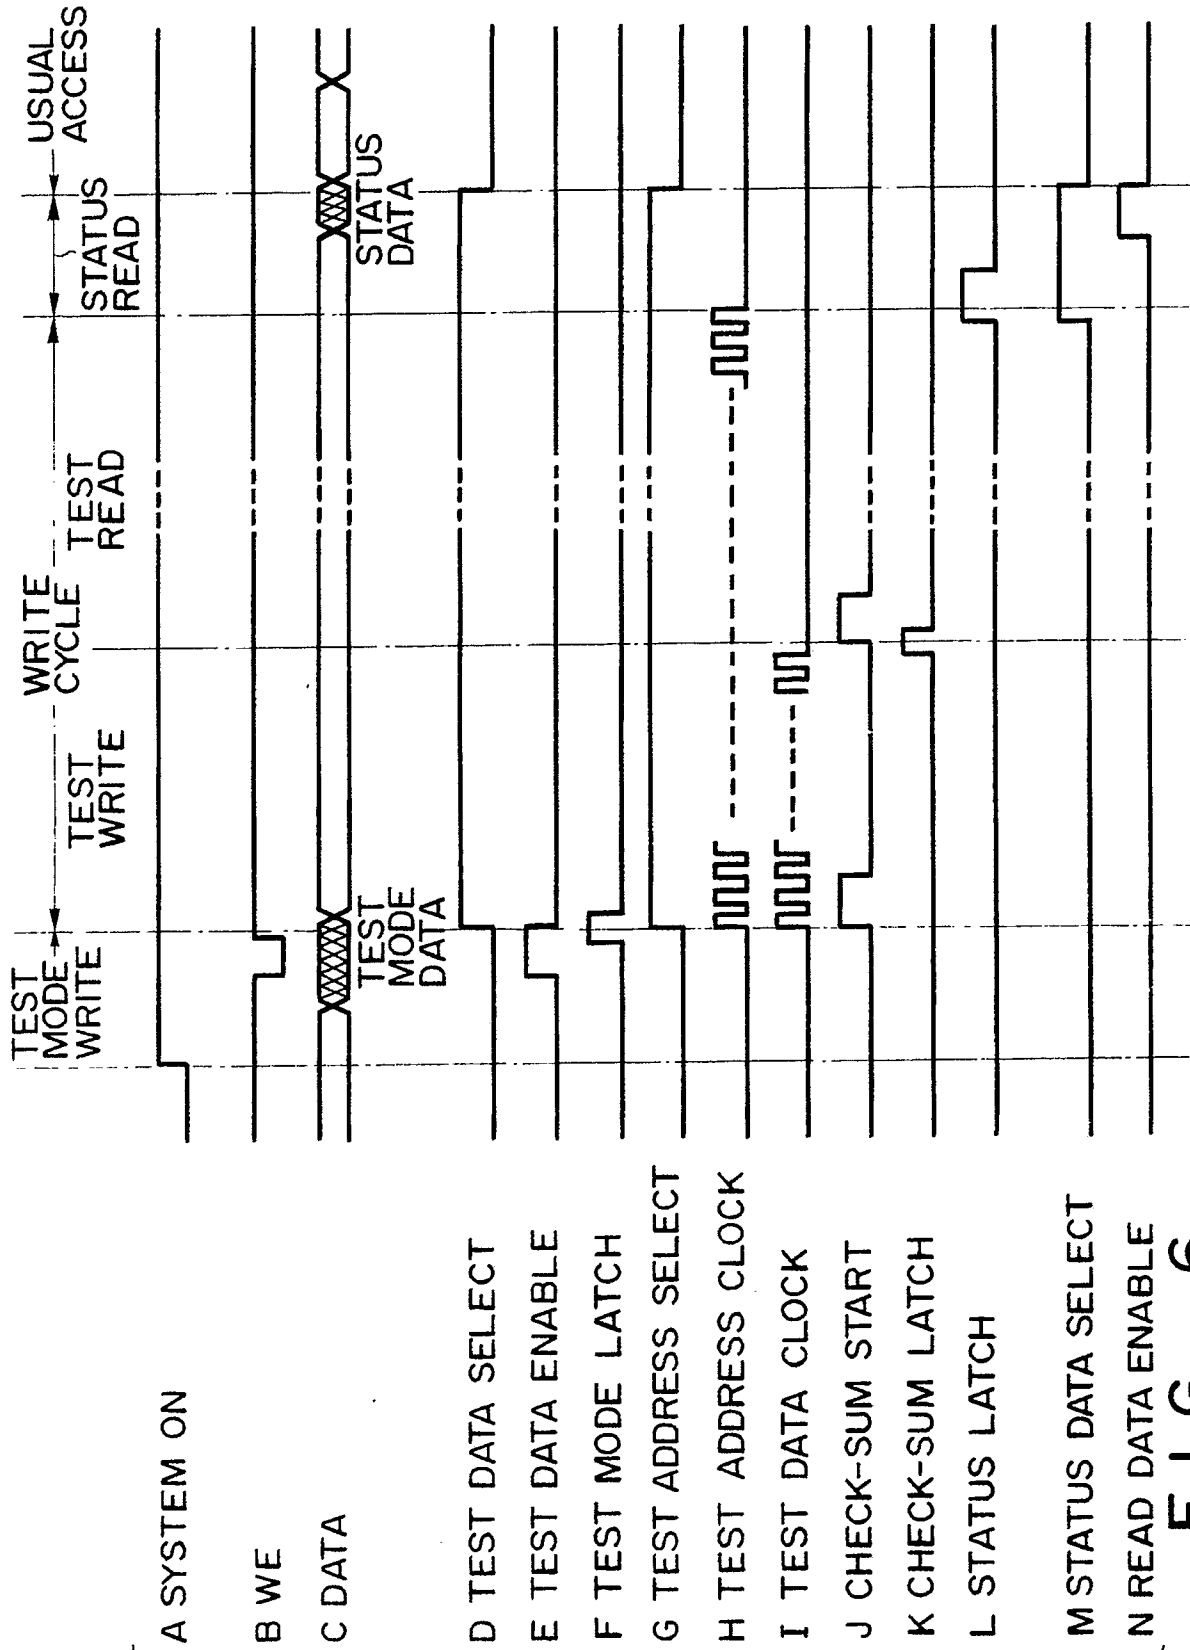 TEST
MODE
WRITE
WRITE
CYCLE
TEST
WRITE
TEST
READ
STATUS
READ
USUAL
ACCESS
A SYSTEM ON
B WE
C DATA
TEST
MODE
DATA
STATUS
DATA
D TEST DATA SELECT
E TEST DATA ENABLE
F TEST MODE LATCH
G TEST ADDRESS SELECT
H TEST ADDRESS CLOCK
I TEST DATA CLOCK
J CHECK-SUM START
K CHECK-SUM LATCH
L STATUS LATCH
M STATUS DATA SELECT
N READ DATA ENABLE
FIG. 6